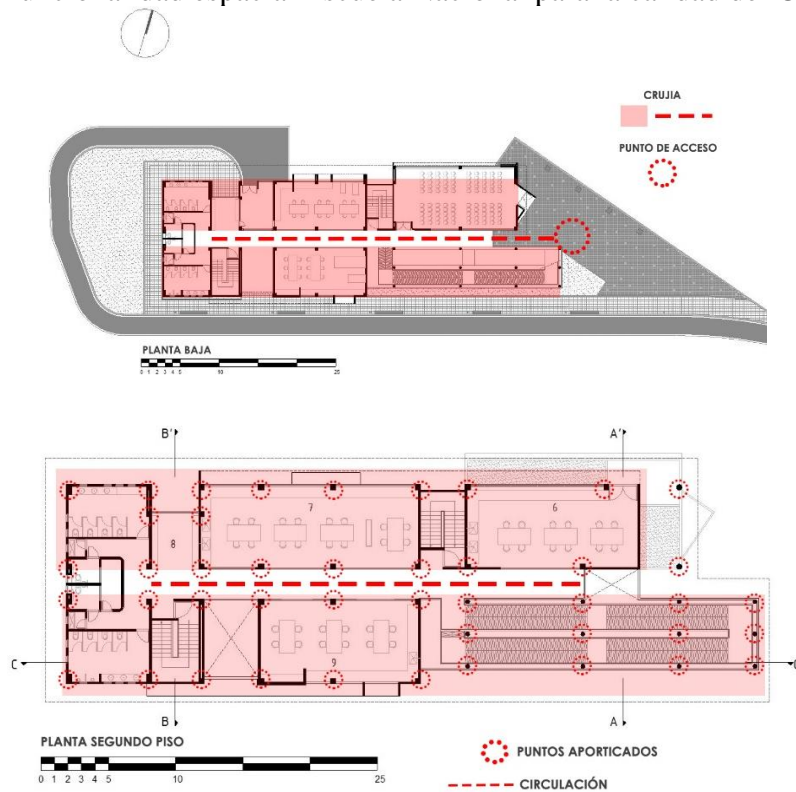 CRUJIA
PUNTO DE ACCESO
PLANTA BAJA
0 1 2 3 4 5 10 25
B' A'
7 6
8
9
C
B A
PLANTA SEGUNDO PISO
0 1 2 3 4 5 10 25
PUNTOS APORTICADOS
CIRCULACIÓN